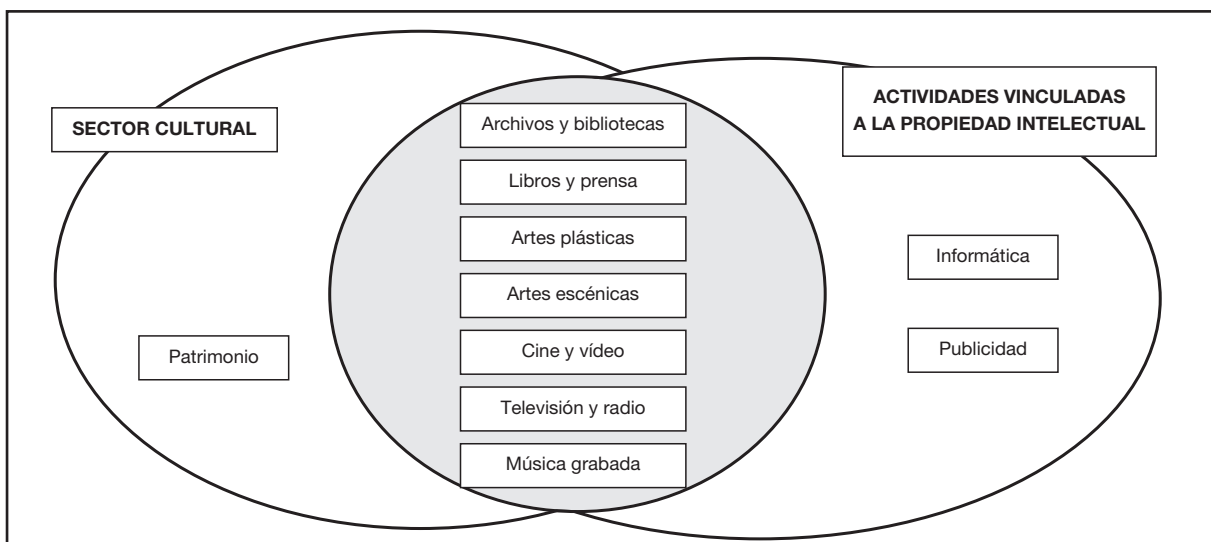 SECTOR CULTURAL
Patrimonio
Archivos y bibliotecas
Libros y prensa
Artes plásticas
Artes escénicas
Cine y vídeo
Televisión y radio
Música grabada
ACTIVIDADES VINCULADAS
A LA PROPIEDAD INTELECTUAL
Informática
Publicidad